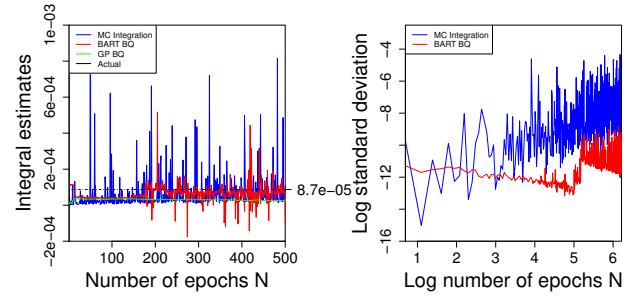 Integral estimates
1e−03
6e−04
2e−04
−2e−04
MC Integration
BART BQ
GP BQ
Actual
8.7e−05
100 200 300 400 500
Number of epochs N
Log standard deviation
−4
−8
−12
−16
MC Integration
BART BQ
1 2 3 4 5 6
Log number of epochs N